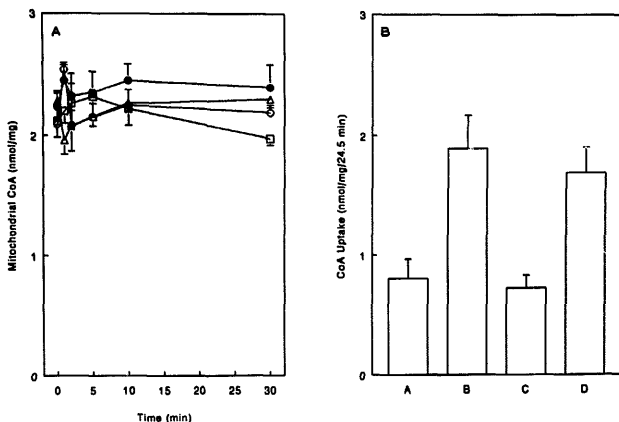 A
3
2
1
0
Mitochondrial CoA (nmol/mg)
0
5
10
15
20
25
30
Time (min)
B
3
2
1
0
CoA Uptake (nmol/mg/24.5 min)
A
B
C
D